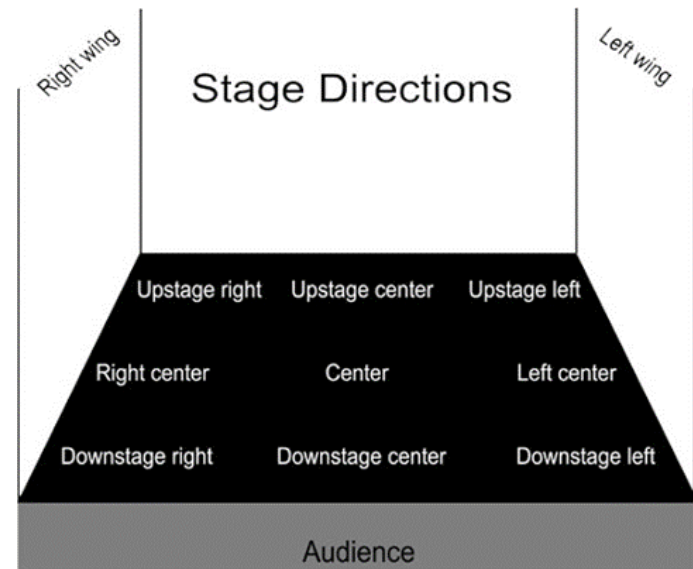 Right wing
Left wing
Stage Directions
Upstage right Upstage center Upstage left
Right center Center Left center
Downstage right Downstage center Downstage left
Audience